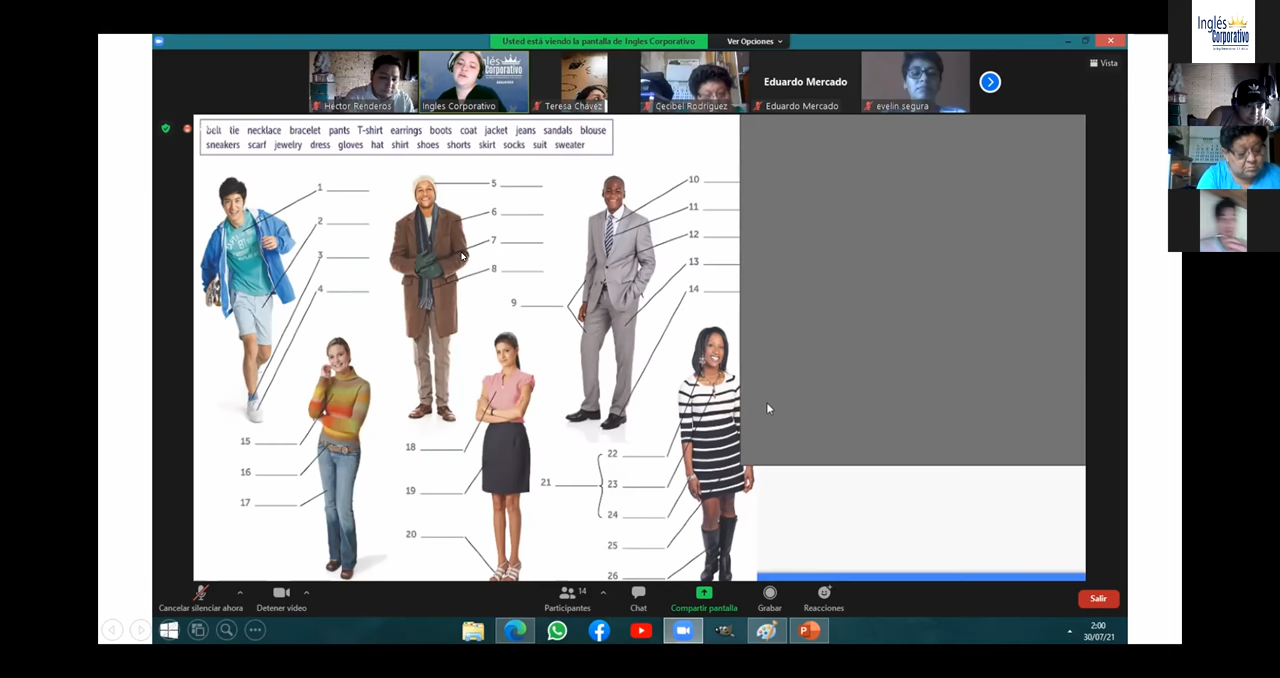 Usted está viendo la pantalla de Ingles Corporativo
Ver Opciones
Inglés
Corporativo
Vista
Hector Renderos
Ingles Corporativo
Teresa Chávez
Cecibel Rodríguez
Eduardo Mercado
Eduardo Mercado
evelin segura
belt tie necklace bracelet pants T-shirt earrings boots coat jacket jeans sandals blouse
sneakers scarf jewelry dress gloves hat shirt shoes shorts skirt socks suit sweater
1
2
3
4
5
6
7
8
9
10
11
12
13
14
15
16
17
18
19
20
21
22
23
24
25
26
Cancelar silenciar ahora
Detener video
14
Participantes
Chat
Compartir pantalla
Grabar
Reacciones
Salir
2:00
30/07/21